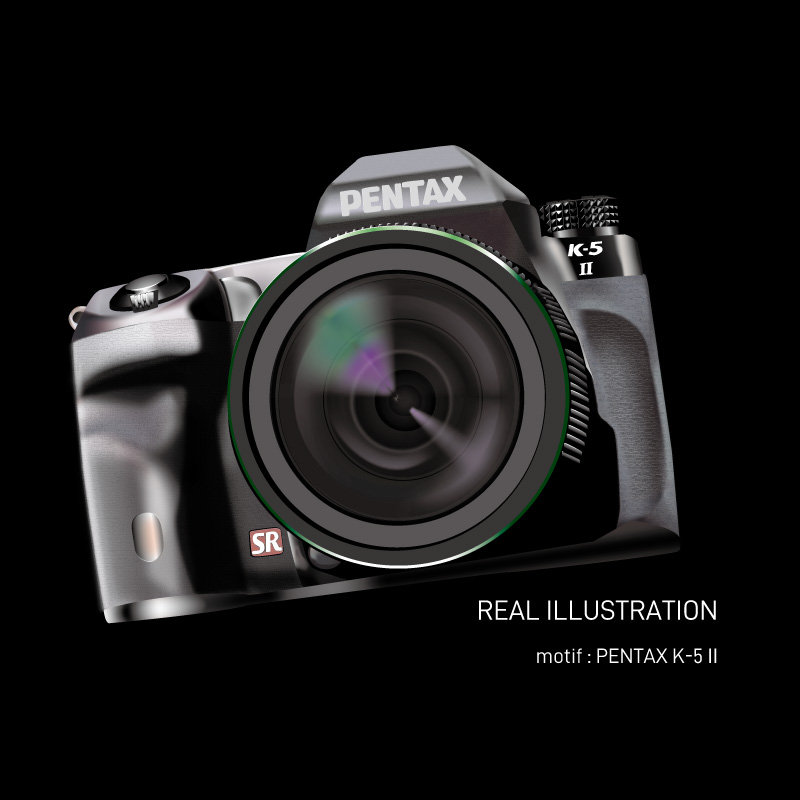 PENTAX
K-5
II
SR
REAL ILLUSTRATION
motif : PENTAX K-5 II